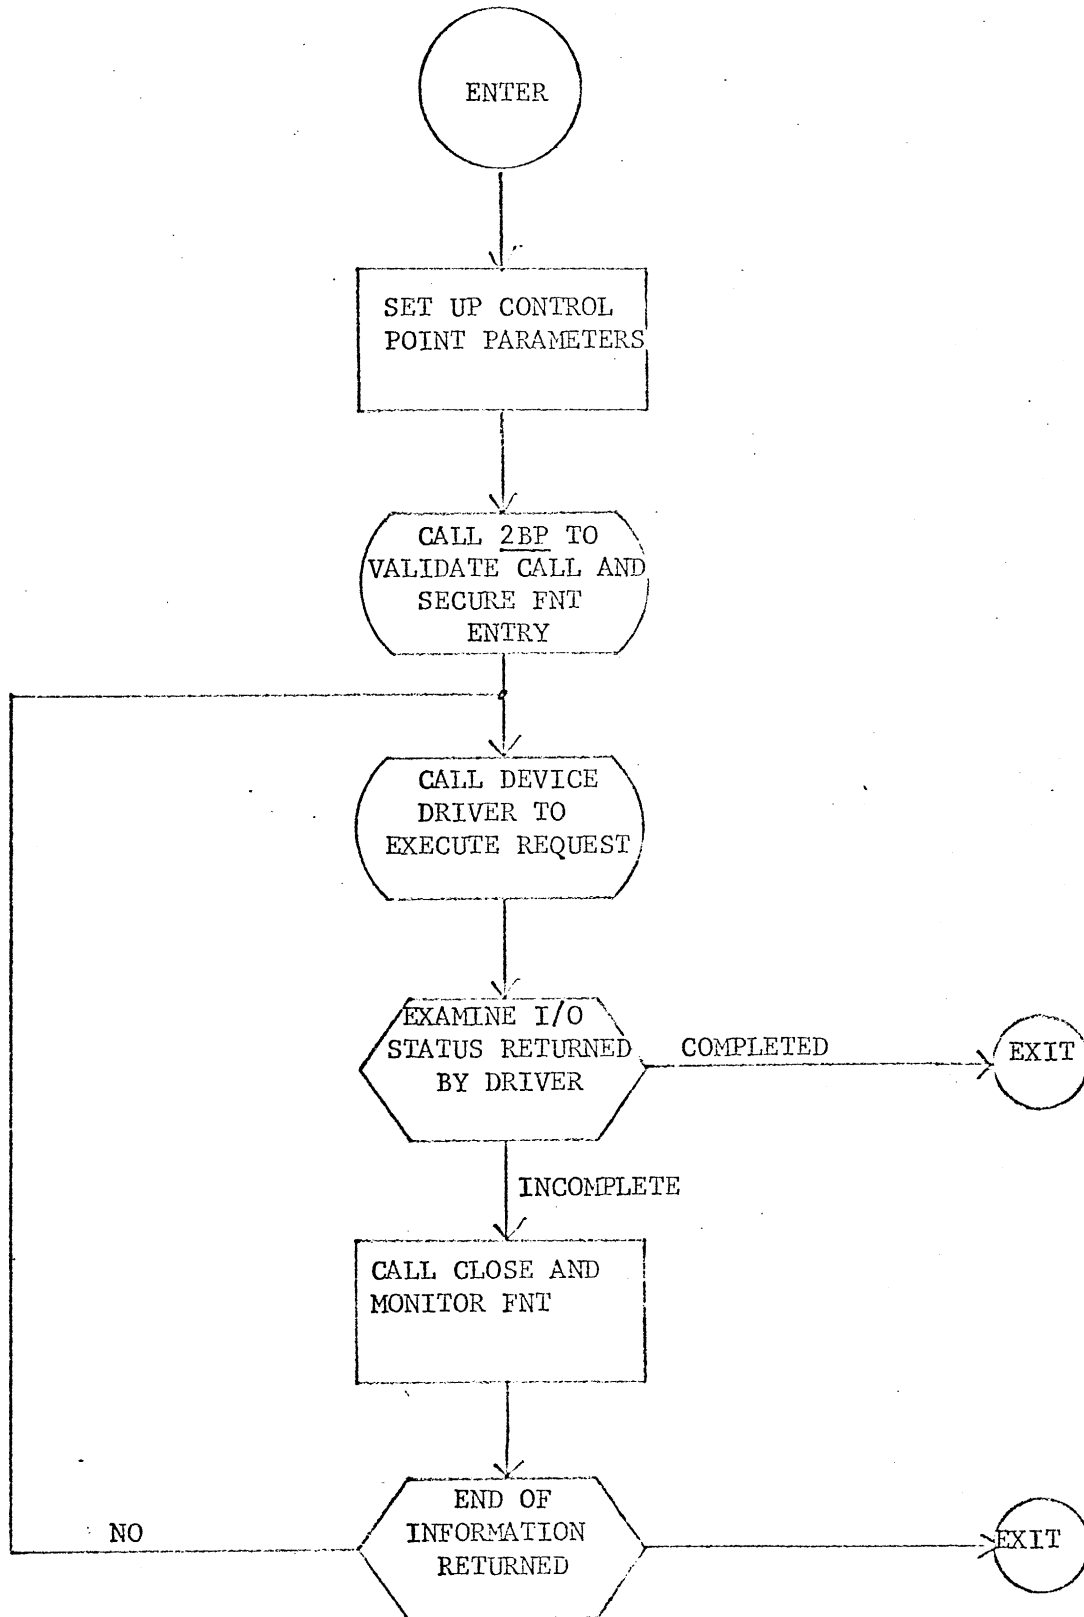 ENTER
SET UP CONTROL
POINT PARAMETERS
CALL 2BP TO
VALIDATE CALL AND
SECURE FNT
ENTRY
CALL DEVICE
DRIVER TO
EXECUTE REQUEST
EXAMINE I/O
STATUS RETURNED
BY DRIVER
COMPLETED
EXIT
INCOMPLETE
CALL CLOSE AND
MONITOR FNT
END OF
INFORMATION
RETURNED
NO
EXIT